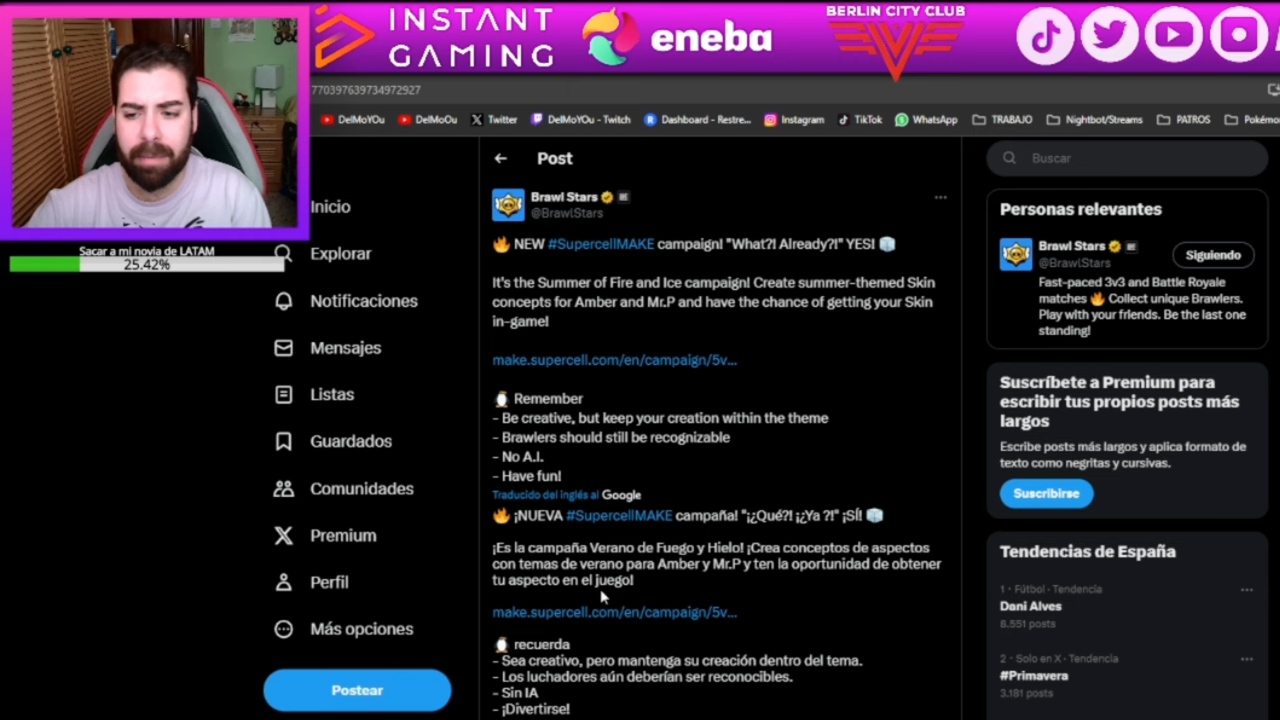 INSTANT
GAMING
eneba
BERLIN CITY CLUB
770397639734972927
DelMoYOu
DelMoOu
Twitter
DelMoYOu - Twitch
Dashboard - Restre...
Instagram
TikTok
WhatsApp
TRABAJO
Nightbot/Streams
PATROS
Pokémo
Sacar a mi novia de LATAM
25.42%
Inicio
Explorar
Notificaciones
Mensajes
Listas
Guardados
Comunidades
Premium
Perfil
Más opciones
Postear
Post
Brawl Stars
@BrawlStars
🔥 NEW #SupercellMAKE campaign! "What?! Already?!" YES! 🧊
It's the Summer of Fire and Ice campaign! Create summer-themed Skin
concepts for Amber and Mr.P and have the chance of getting your Skin
in-game!
make.supercell.com/en/campaign/5v...
🐧 Remember
- Be creative, but keep your creation within the theme
- Brawlers should still be recognizable
- No A.I.
- Have fun!
Traducido del inglés al Google
🔥 ¡NUEVA #SupercellMAKE campaña! "¡¿Qué?! ¡¿Ya ?!" ¡SÍ! 🧊
¡Es la campaña Verano de Fuego y Hielo! ¡Crea conceptos de aspectos
con temas de verano para Amber y Mr.P y ten la oportunidad de obtener
tu aspecto en el juego!
make.supercell.com/en/campaign/5v...
🐧 recuerda
- Sea creativo, pero mantenga su creación dentro del tema.
- Los luchadores aún deberían ser reconocibles.
- Sin IA
- ¡Divertirse!
Buscar
Personas relevantes
Brawl Stars
@BrawlStars
Siguiendo
Fast-paced 3v3 and Battle Royale
matches 🔥 Collect unique Brawlers.
Play with your friends. Be the last one
standing!
Suscríbete a Premium para
escribir tus propios posts más
largos
Escribe posts más largos y aplica formato de
texto como negritas y cursivas.
Suscribirse
Tendencias de España
1 · Fútbol · Tendencia
Dani Alves
8.551 posts
2 · Solo en X · Tendencia
#Primavera
3.181 posts